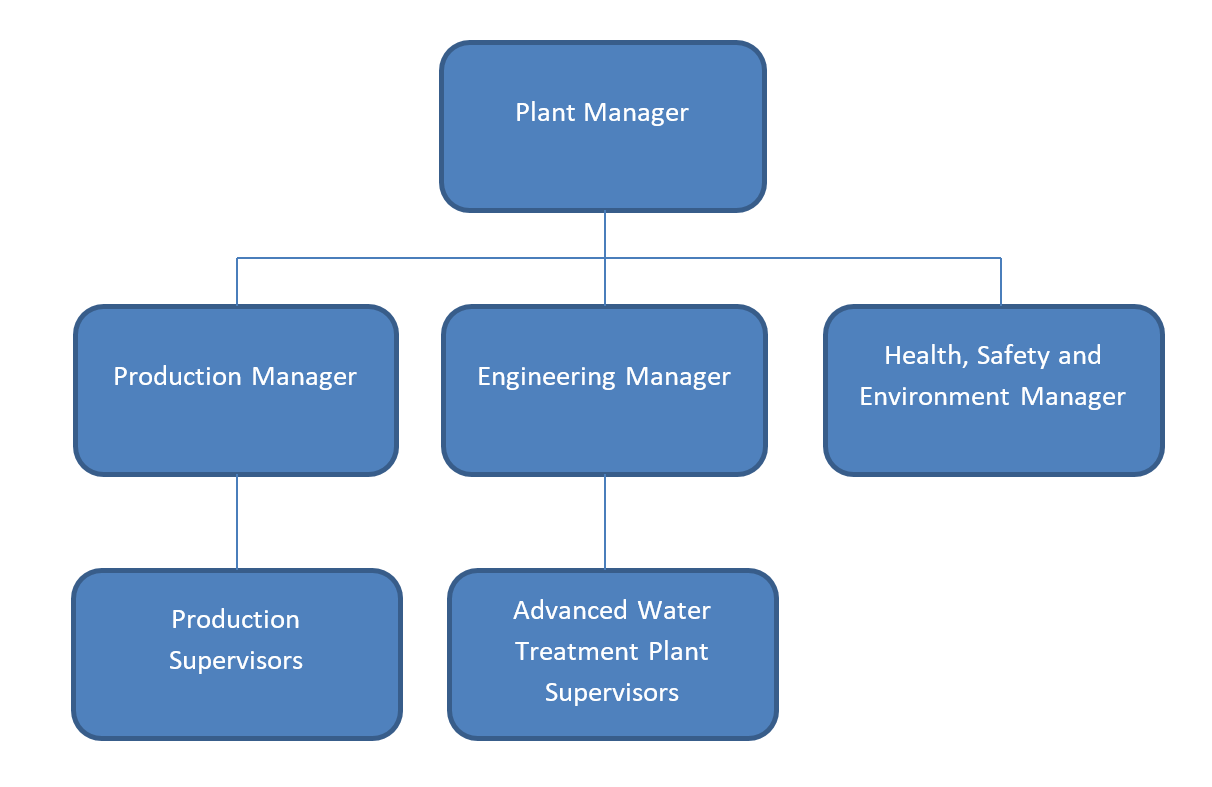 Plant Manager
Production Manager
Engineering Manager
Health, Safety and
Environment Manager
Production
Supervisors
Advanced Water
Treatment Plant
Supervisors